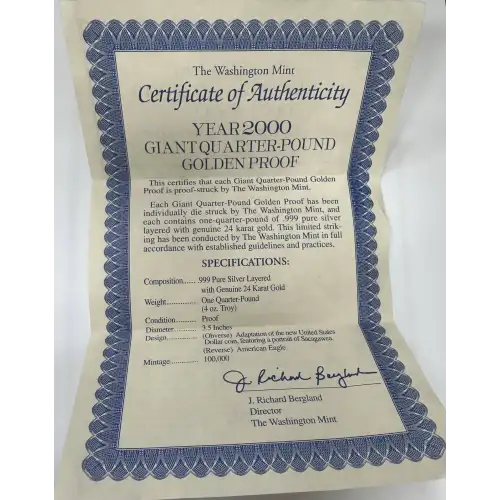 The Washington Mint
Certificate of Authenticity
YEAR 2000
GIANT QUARTER-POUND
GOLDEN PROOF
This certifies that each Giant Quarter-Pound Golden
Proof is proof-struck by The Washington Mint.
Each Giant Quarter-Pound Golden Proof has been
individually die struck by The Washington Mint, and
each contains one-quarter-pound of .999 pure silver
layered with genuine 24 karat gold. This limited strik-
ing has been conducted by The Washington Mint in full
accordance with established guidelines and practices.
SPECIFICATIONS:
Composition...... .999 Pure Silver Layered
with Genuine 24 Karat Gold
Weight............... One Quarter-Pound
(4 oz. Troy)
Condition.......... Proof
Diameter........... 3.5 Inches
Design............... (Obverse) Adaptation of the new United States
Dollar coin, featuring a portrait of Sacagawea.
(Reverse) American Eagle
Mintage............. 100,000
J. Richard Bergland
J. Richard Bergland
Director
The Washington Mint